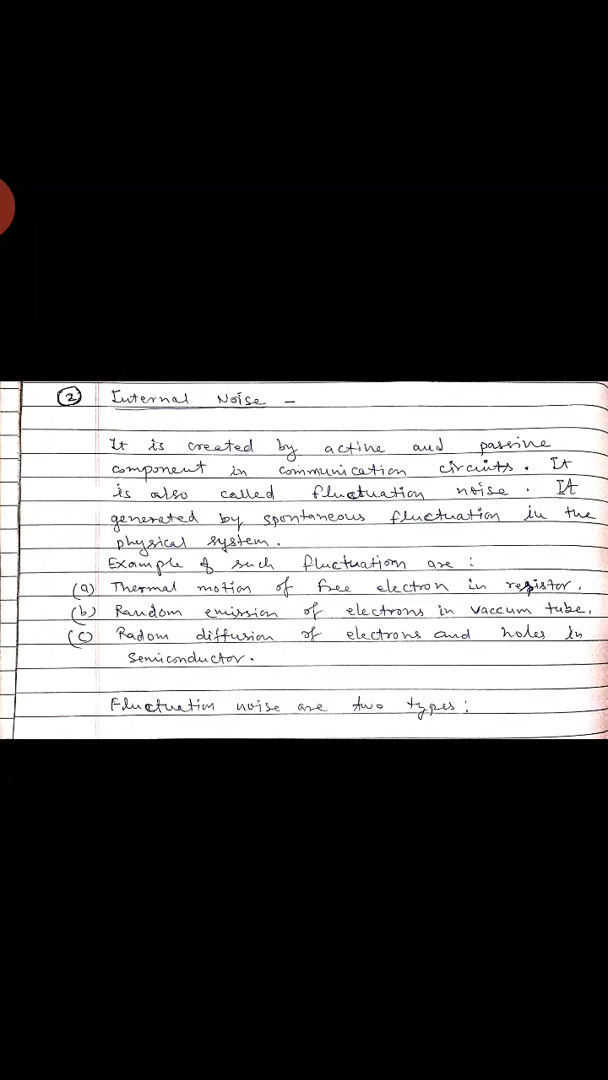 ② Internal Noise -
It is created by active and passive
component in communication circuits. It
is also called fluctuation noise. It
generated by spontaneous fluctuation in the
physical system.
Example of such fluctuation are:
(a) Thermal motion of free electron in resistor.
(b) Random emission of electrons in vaccum tube.
(c) Radom diffusion of electrons and holes in
semiconductor.
Fluctuation noise are two types: